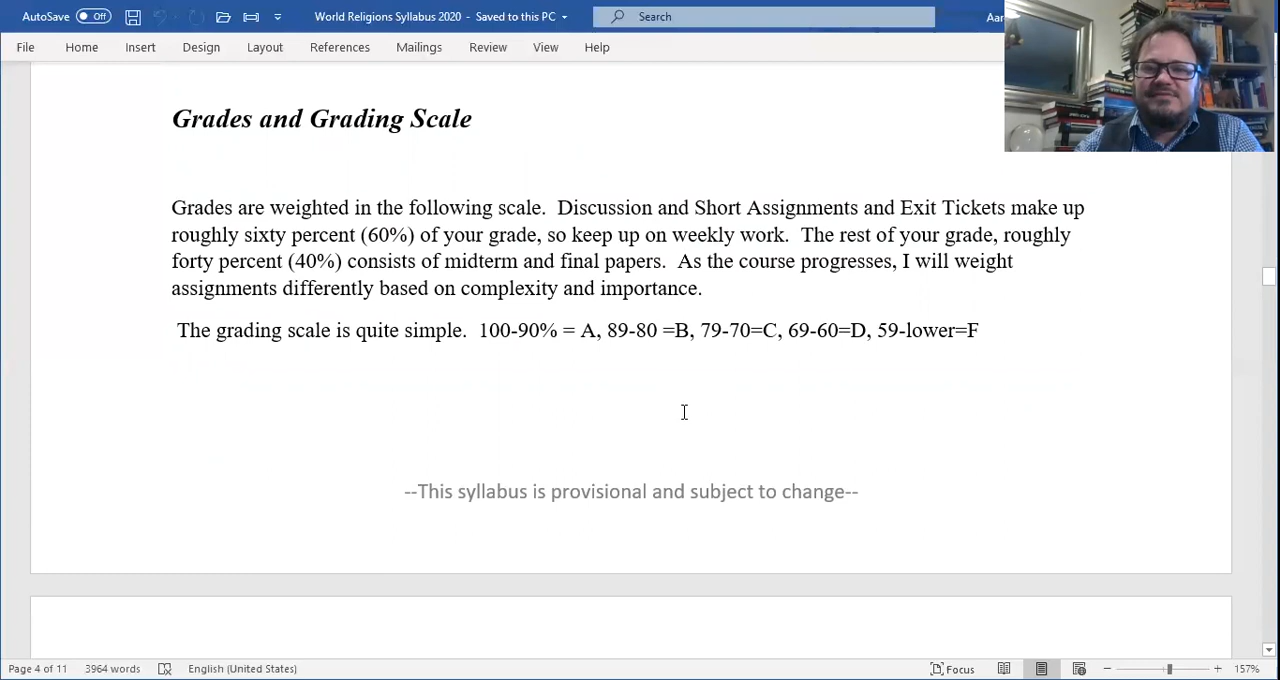 AutoSave Off World Religions Syllabus 2020 - Saved to this PC Search Aar
File Home Insert Design Layout References Mailings Review View Help
Grades and Grading Scale
Grades are weighted in the following scale. Discussion and Short Assignments and Exit Tickets make up
roughly sixty percent (60%) of your grade, so keep up on weekly work. The rest of your grade, roughly
forty percent (40%) consists of midterm and final papers. As the course progresses, I will weight
assignments differently based on complexity and importance.
The grading scale is quite simple. 100-90% = A, 89-80 =B, 79-70=C, 69-60=D, 59-lower=F
--This syllabus is provisional and subject to change--
Page 4 of 11 3964 words English (United States) Focus 157%